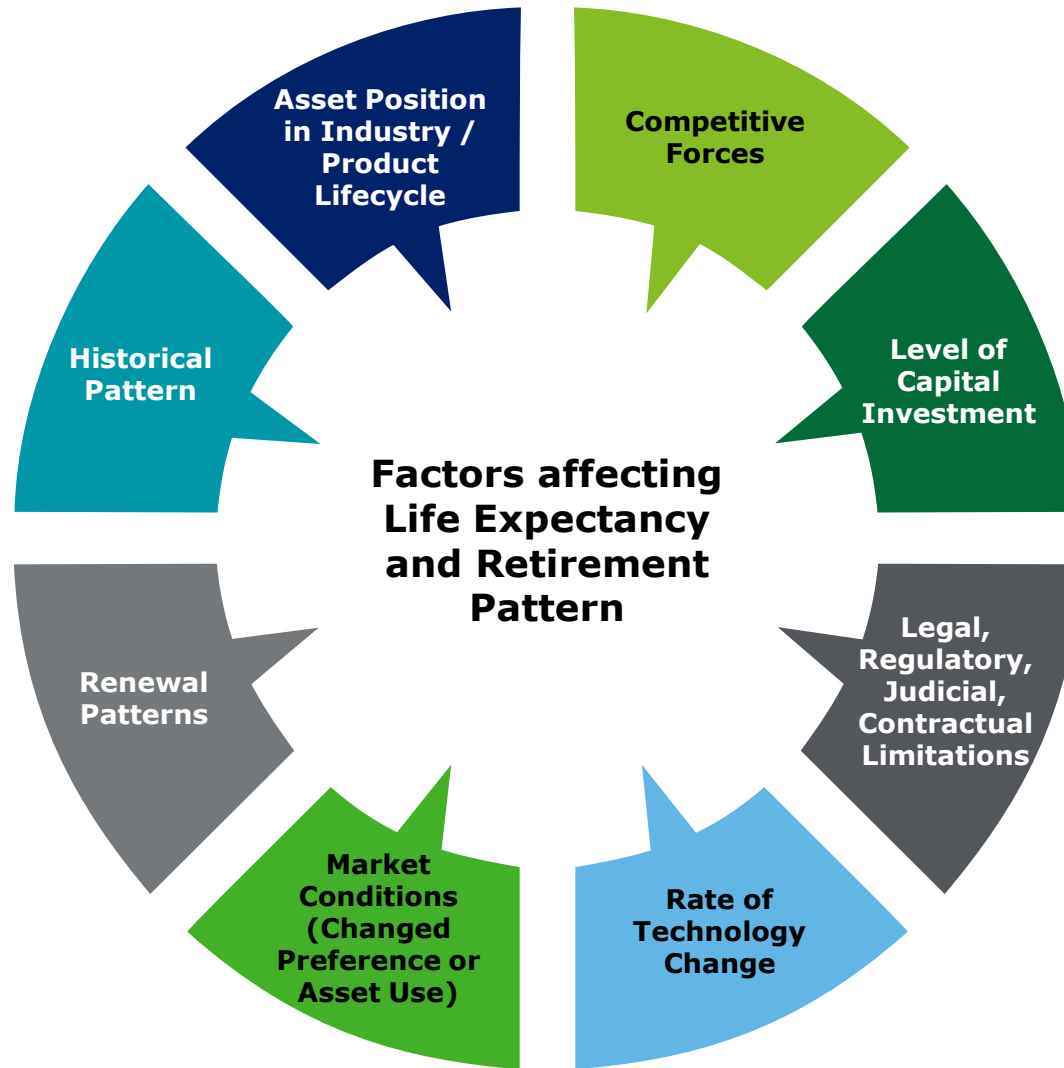 Asset Position
in Industry /
Product
Lifecycle
Competitive
Forces
Level of
Capital
Investment
Legal,
Regulatory,
Judicial,
Contractual
Limitations
Rate of
Technology
Change
Market
Conditions
(Changed
Preference or
Asset Use)
Renewal
Patterns
Historical
Pattern
Factors affecting
Life Expectancy
and Retirement
Pattern